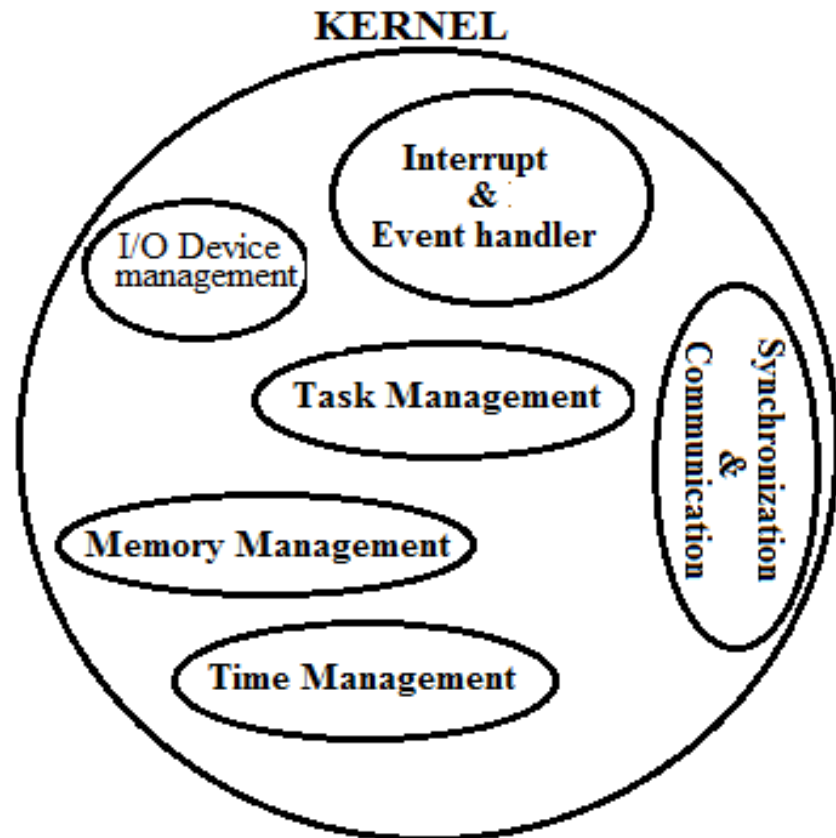 KERNEL
Interrupt
&
Event handler
I/O Device
management
Task Management
Synchronization
&
Communication
Memory Management
Time Management